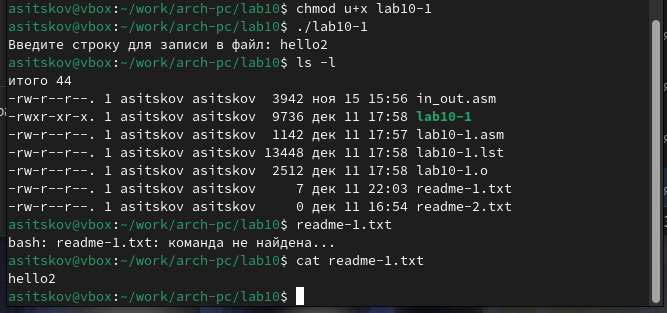 asitskov@vbox:~/work/arch-pc/lab10$ chmod u+x lab10-1
asitskov@vbox:~/work/arch-pc/lab10$ ./lab10-1
Введите строку для записи в файл: hello2
asitskov@vbox:~/work/arch-pc/lab10$ ls -l
итого 44
-rw-r--r--. 1 asitskov asitskov  3942 ноя 15 15:56 in_out.asm
-rwxr-xr-x. 1 asitskov asitskov  9736 дек 11 17:58 lab10-1
-rw-r--r--. 1 asitskov asitskov  1142 дек 11 17:57 lab10-1.asm
-rw-r--r--. 1 asitskov asitskov 13448 дек 11 17:58 lab10-1.lst
-rw-r--r--. 1 asitskov asitskov  2512 дек 11 17:58 lab10-1.o
-rw-r--r--. 1 asitskov asitskov     7 дек 11 22:03 readme-1.txt
-rw-r--r--. 1 asitskov asitskov     0 дек 11 16:54 readme-2.txt
asitskov@vbox:~/work/arch-pc/lab10$ readme-1.txt
bash: readme-1.txt: команда не найдена...
asitskov@vbox:~/work/arch-pc/lab10$ cat readme-1.txt
hello2
asitskov@vbox:~/work/arch-pc/lab10$